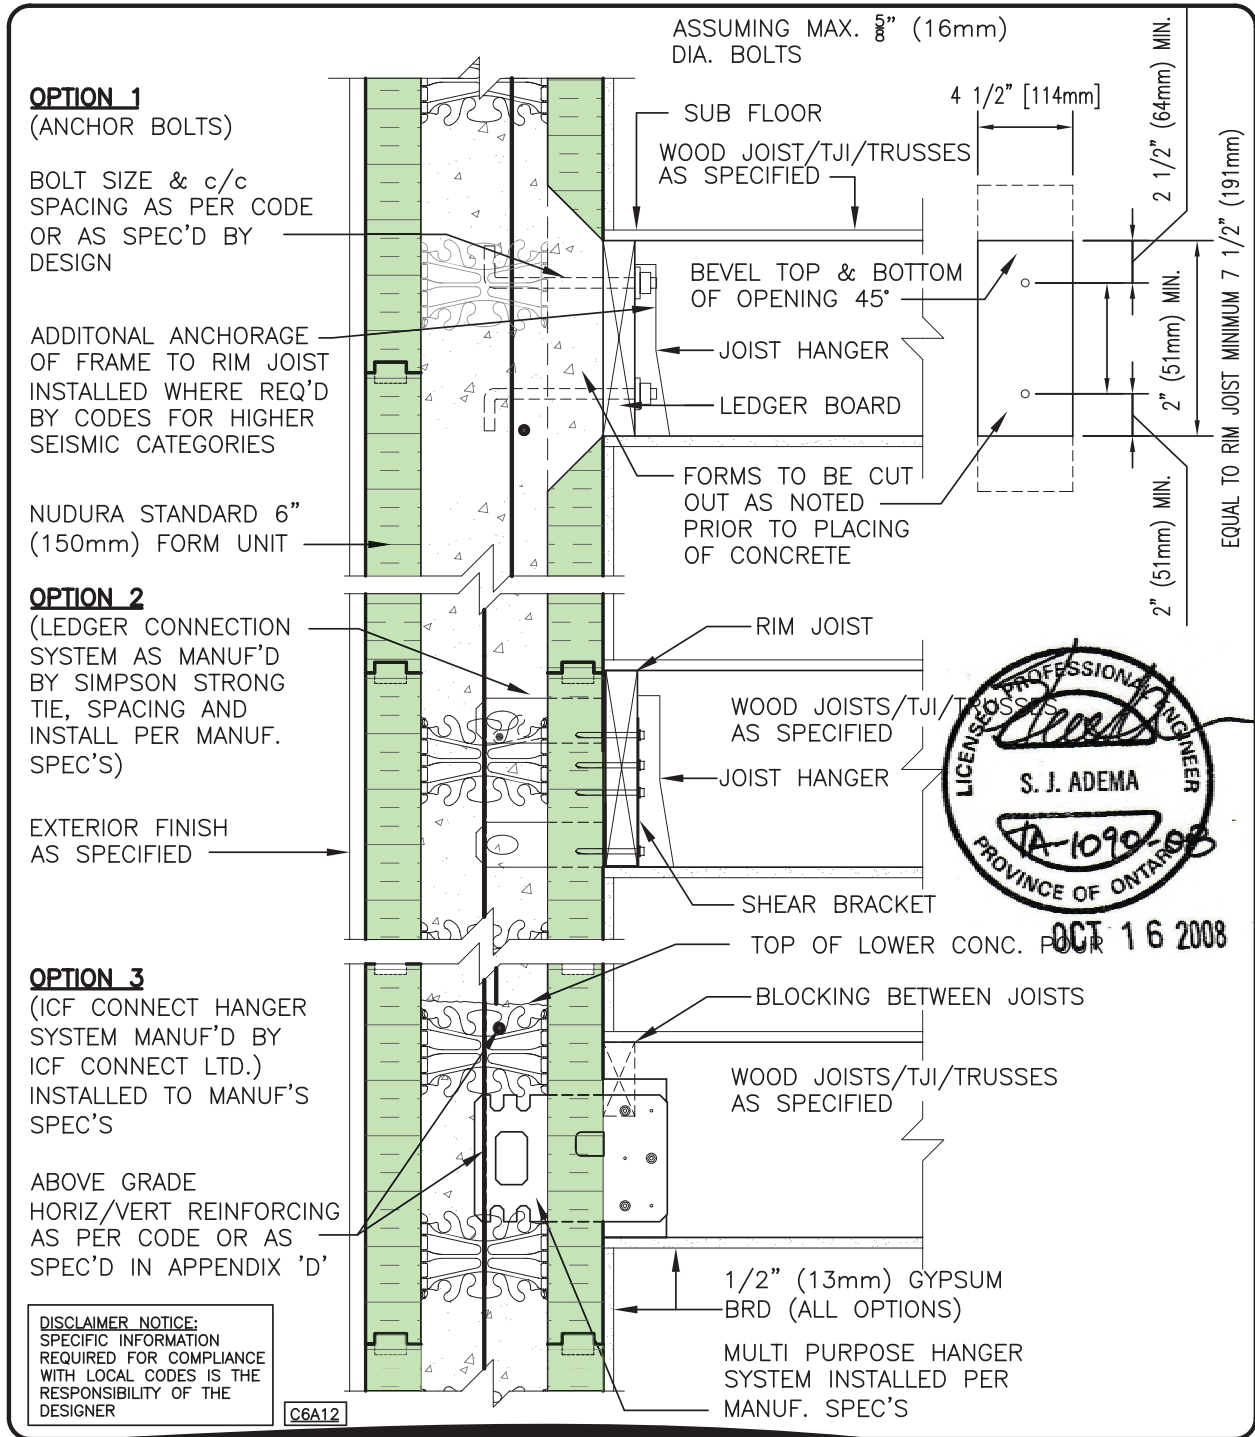 ASSUMING MAX. 5/8" (16mm)
DIA. BOLTS
OPTION 1
(ANCHOR BOLTS)
BOLT SIZE & c/c
SPACING AS PER CODE
OR AS SPEC'D BY
DESIGN
ADDITONAL ANCHORAGE
OF FRAME TO RIM JOIST
INSTALLED WHERE REQ'D
BY CODES FOR HIGHER
SEISMIC CATEGORIES
NUDURA STANDARD 6"
(150mm) FORM UNIT
SUB FLOOR
WOOD JOIST/TJI/TRUSSES
AS SPECIFIED
BEVEL TOP & BOTTOM
OF OPENING 45°
JOIST HANGER
LEDGER BOARD
FORMS TO BE CUT
OUT AS NOTED
PRIOR TO PLACING
OF CONCRETE
4 1/2" [114mm]
2 1/2" (64mm) MIN.
2" (51mm) MIN.
2" (51mm) MIN.
EQUAL TO RIM JOIST MINIMUM 7 1/2" (191mm)
OPTION 2
(LEDGER CONNECTION
SYSTEM AS MANUF'D
BY SIMPSON STRONG
TIE, SPACING AND
INSTALL PER MANUF.
SPEC'S)
EXTERIOR FINISH
AS SPECIFIED
RIM JOIST
WOOD JOISTS/TJI/TRUSSES
AS SPECIFIED
JOIST HANGER
SHEAR BRACKET
LICENSED PROFESSIONAL ENGINEER
S. J. ADEMA
TA-1090-08
PROVINCE OF ONTARIO
OCT 16 2008
OPTION 3
(ICF CONNECT HANGER
SYSTEM MANUF'D BY
ICF CONNECT LTD.)
INSTALLED TO MANUF'S
SPEC'S
ABOVE GRADE
HORIZ/VERT REINFORCING
AS PER CODE OR AS
SPEC'D IN APPENDIX 'D'
TOP OF LOWER CONC. POUR
BLOCKING BETWEEN JOISTS
WOOD JOISTS/TJI/TRUSSES
AS SPECIFIED
1/2" (13mm) GYPSUM
BRD (ALL OPTIONS)
MULTI PURPOSE HANGER
SYSTEM INSTALLED PER
MANUF. SPEC'S
DISCLAIMER NOTICE:
SPECIFIC INFORMATION
REQUIRED FOR COMPLIANCE
WITH LOCAL CODES IS THE
RESPONSIBILITY OF THE
DESIGNER
C6A12